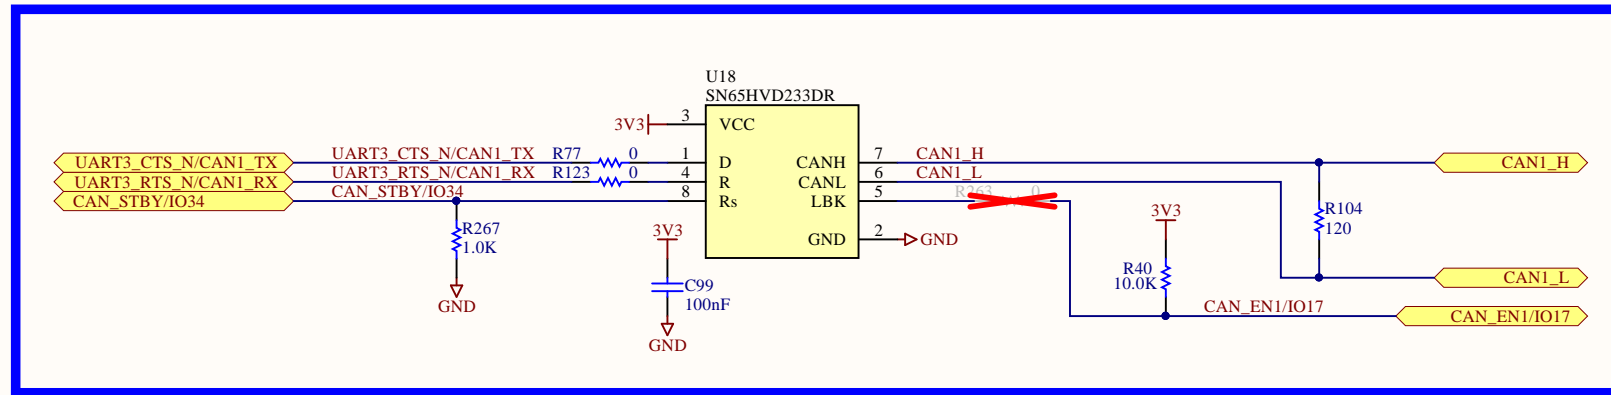 U18
SN65HVD233DR
3V3
3
VCC
UART3_CTS_N/CAN1_TX
UART3_CTS_N/CAN1_TX
R77
0
1
D
CANH
7
CAN1_H
CAN1_H
UART3_RTS_N/CAN1_RX
UART3_RTS_N/CAN1_RX
R123
0
4
R
CANL
6
CAN1_L
CAN_STBY/IO34
CAN_STBY/IO34
8
Rs
LBK
5
R263
0
R267
1.0K
GND
3V3
C99
100nF
GND
GND
2
GND
3V3
R40
10.0K
R104
120
CAN1_L
CAN_EN1/IO17
CAN_EN1/IO17